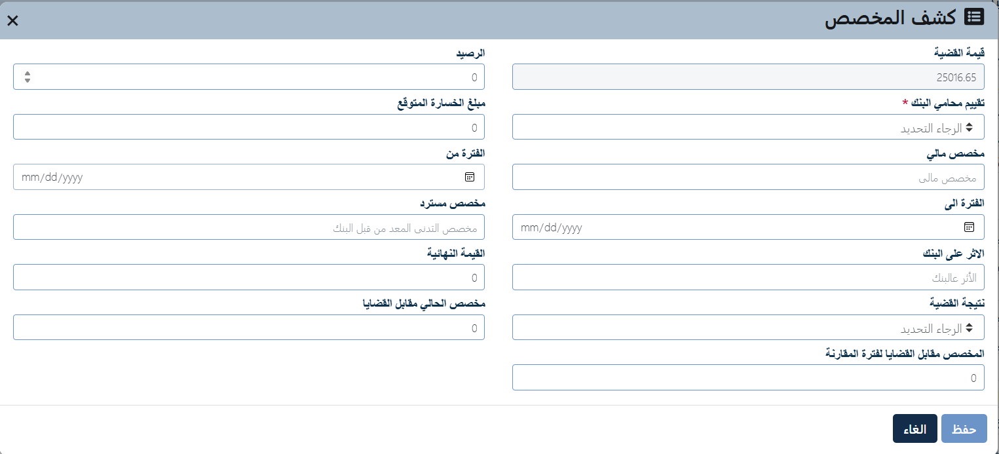 كشف المخصص
قيمة القضية
25016.65
الرصيد
0
تقييم محامي البنك *
الرجاء التحديد
مبلغ الخسارة المتوقع
0
مخصص مالي
مخصص مالى
الفترة من
mm/dd/yyyy
الفترة الى
mm/dd/yyyy
مخصص مسترد
مخصص التدنى المعد من قبل البنك
الاثر على البنك
الأثر عالبنك
القيمة النهائية
0
نتيجة القضية
الرجاء التحديد
مخصص الحالي مقابل القضايا
0
المخصص مقابل القضايا لفترة المقارنة
0
حفظ
الغاء